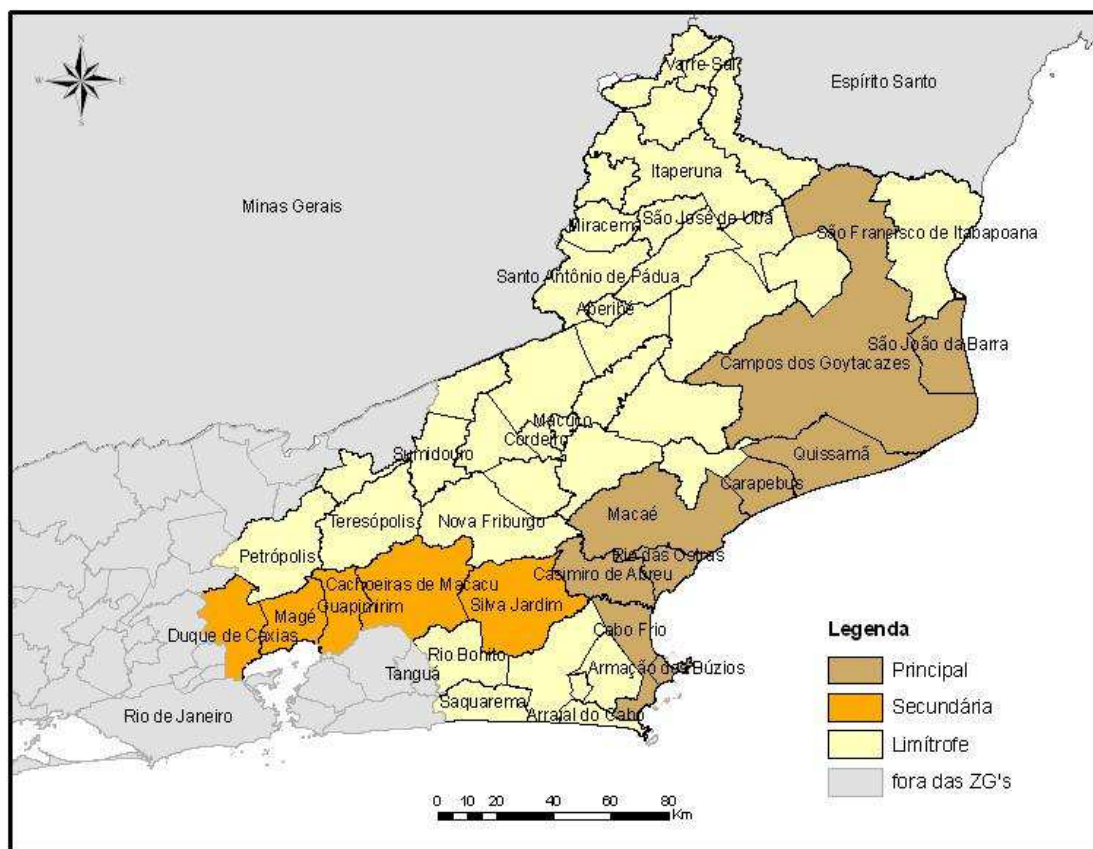 N
W
E
S
Varre-Sai
Espírito Santo
Itaperuna
Minas Gerais
Miracema
São José de Ubá
São Francisco de Itabapoana
Santo Antônio de Pádua
Aperibé
São João da Barra
Campos dos Goytacazes
Macuco
Cordeiro
Sumidouro
Quissamã
Carapebus
Macaé
Teresópolis
Nova Friburgo
Petrópolis
Rio das Ostras
Casimiro de Abreu
Cachoeiras de Macacu
Silva Jardim
Guapimirim
Magé
Duque de Caxias
Cabo Frio
Rio Bonito
Tanguá
Armação dos Búzios
Saquarema
Arraial do Cabo
Rio de Janeiro
Legenda
Principal
Secundária
Limítrofe
fora das ZG's
0 10 20 40 60 80
Km